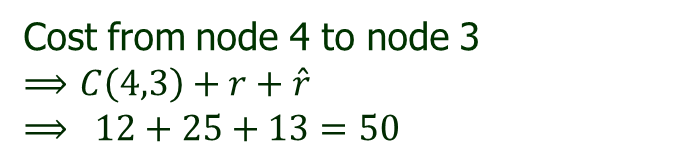 Cost from node 4 to node 3
⟹ C(4,3) + r + r̂
⟹ 12 + 25 + 13 = 50